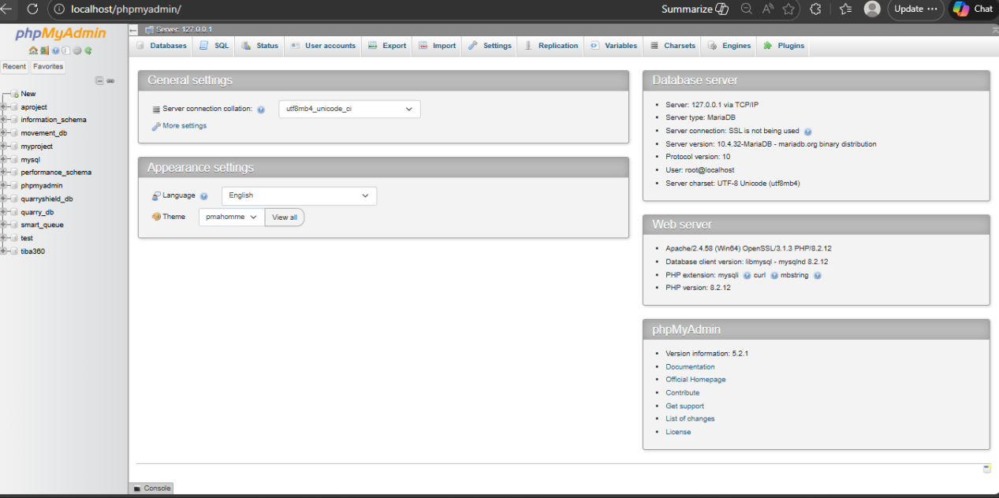 localhost/phpmyadmin/
Summarize
Update
Chat
phpMyAdmin
Recent
Favorites
New
aproject
information_schema
movement_db
myproject
mysql
performance_schema
phpmyadmin
quarryshield_db
quarry_db
smart_queue
test
tiba360
Server: 127.0.0.1
Databases SQL Status User accounts Export Import Settings Replication Variables Charsets Engines Plugins
General settings
Server connection collation: utf8mb4_unicode_ci
More settings
Appearance settings
Language English
Theme pmahomme View all
Database server
Server: 127.0.0.1 via TCP/IP
Server type: MariaDB
Server connection: SSL is not being used
Server version: 10.4.32-MariaDB - mariadb.org binary distribution
Protocol version: 10
User: root@localhost
Server charset: UTF-8 Unicode (utf8mb4)
Web server
Apache/2.4.58 (Win64) OpenSSL/3.1.3 PHP/8.2.12
Database client version: libmysql - mysqlnd 8.2.12
PHP extension: mysqli curl mbstring
PHP version: 8.2.12
phpMyAdmin
Version information: 5.2.1
Documentation
Official Homepage
Contribute
Get support
List of changes
License
Console